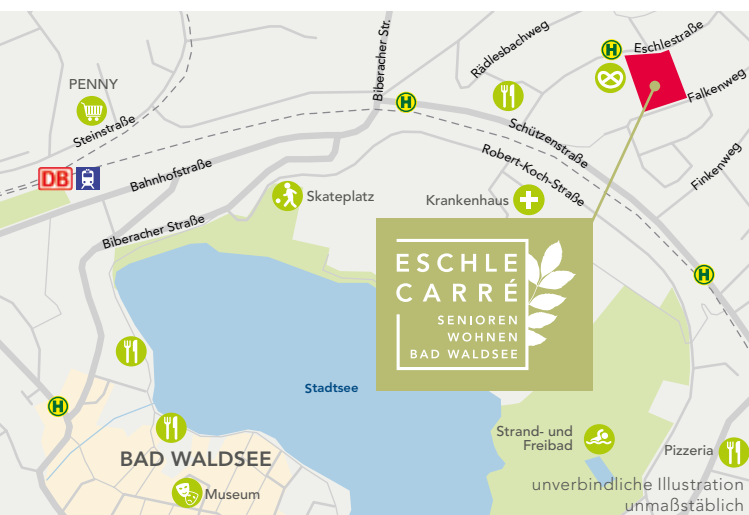 Biberacher Str.
Rädlesbachweg
H
Eschlestraße
PENNY
Falkenweg
H
Steinstraße
Schützenstraße
Robert-Koch-Straße
Finkenweg
DB
Bahnhofstraße
Skateplatz
Krankenhaus
Biberacher Straße
ESCHLE
CARRÉ
SENIOREN
WOHNEN
BAD WALDSEE
H
Stadtsee
H
Strand- und
Freibad
BAD WALDSEE
Pizzeria
Museum
unverbindliche Illustration
unmaßstäblich